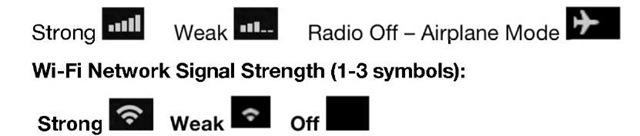 Strong Weak Radio Off – Airplane Mode
Wi-Fi Network Signal Strength (1-3 symbols):
Strong Weak Off